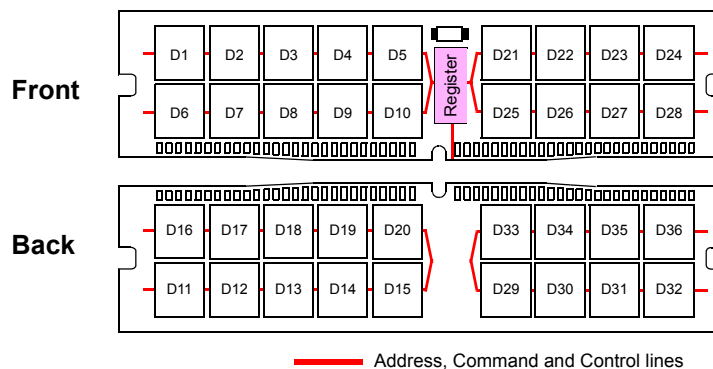 D1 D2 D3 D4 D5 D21 D22 D23 D24
Front
Register
D6 D7 D8 D9 D10 D25 D26 D27 D28
D16 D17 D18 D19 D20 D33 D34 D35 D36
Back
D11 D12 D13 D14 D15 D29 D30 D31 D32
Address, Command and Control lines